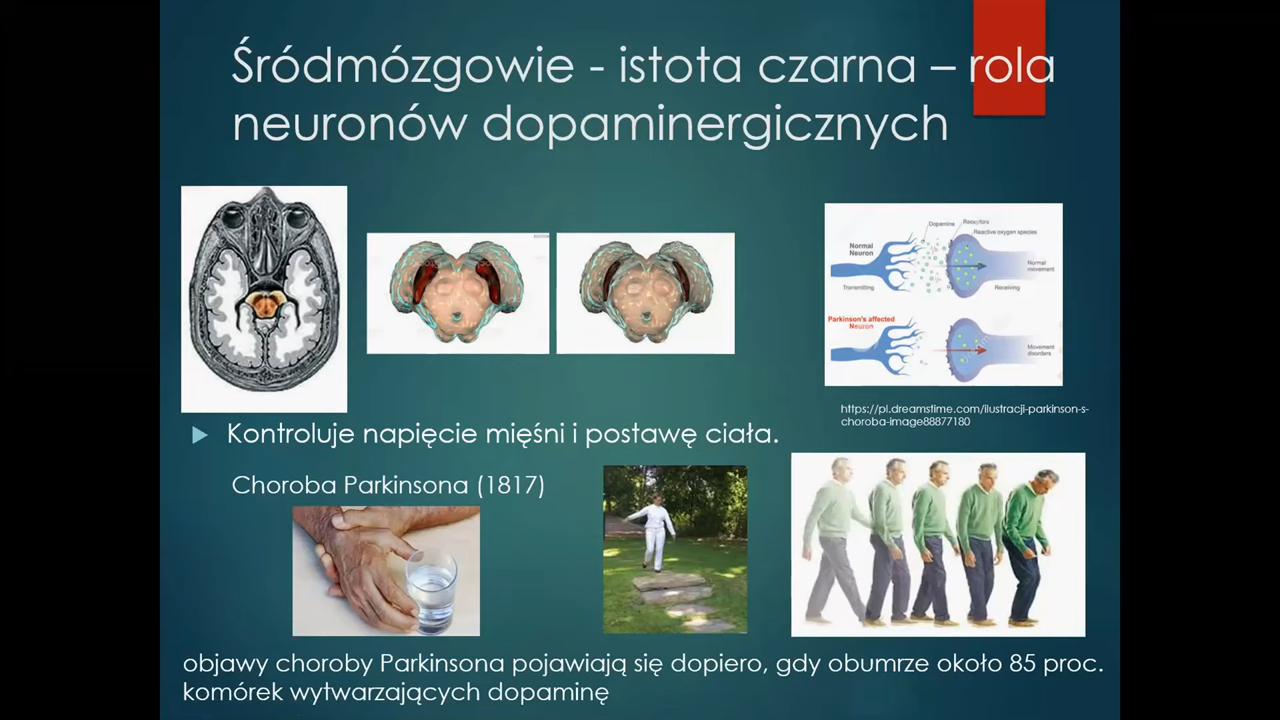 Śródmózgowie - istota czarna – rola
neuronów dopaminergicznych
Dopamine
Receptors
Reactive oxygen species
Normal
Neuron
Normal
movement
Transmitting
Receiving
Parkinson's affected
Neuron
Movement
disorders
https://pl.dreamstime.com/ilustracji-parkinson-s-
choroba-image88877180
Kontroluje napięcie mięśni i postawę ciała.
Choroba Parkinsona (1817)
objawy choroby Parkinsona pojawiają się dopiero, gdy obumrze około 85 proc.
komórek wytwarzających dopaminę